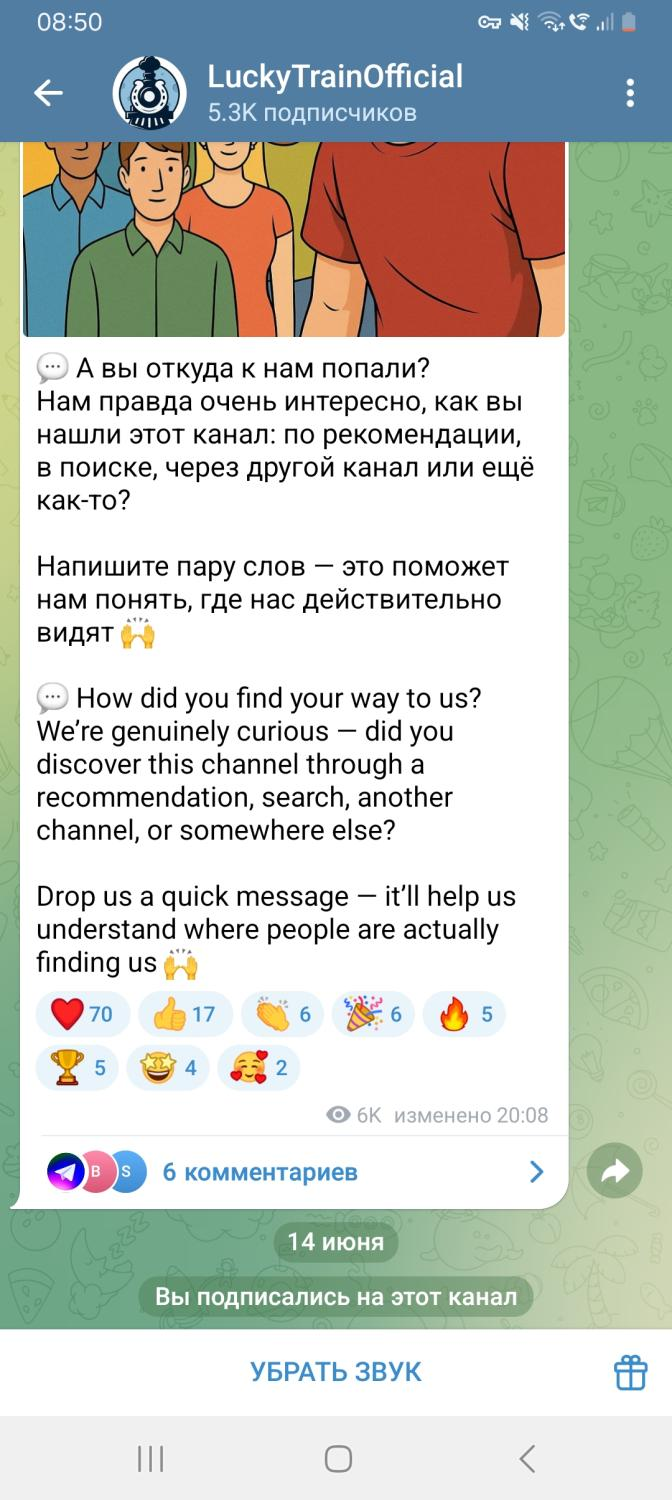 08:50
LuckyTrainOfficial
5.3K подписчиков
💬 А вы откуда к нам попали?
Нам правда очень интересно, как вы
нашли этот канал: по рекомендации,
в поиске, через другой канал или ещё
как-то?
Напишите пару слов — это поможет
нам понять, где нас действительно
видят 🙌
💬 How did you find your way to us?
We’re genuinely curious — did you
discover this channel through a
recommendation, search, another
channel, or somewhere else?
Drop us a quick message — it’ll help us
understand where people are actually
finding us 🙌
❤️ 70 👍 17 👏 6 🎉 6 🔥 5
🏆 5 🤩 4 🥰 2
6K изменено 20:08
B S 6 комментариев
14 июня
Вы подписались на этот канал
УБРАТЬ ЗВУК